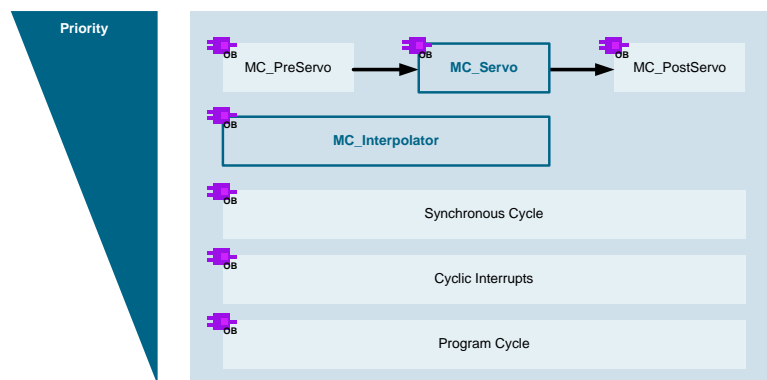 Priority
OB
OB
OB
MC_PreServo
MC_Servo
MC_PostServo
OB
MC_Interpolator
OB
Synchronous Cycle
OB
Cyclic Interrupts
OB
Program Cycle